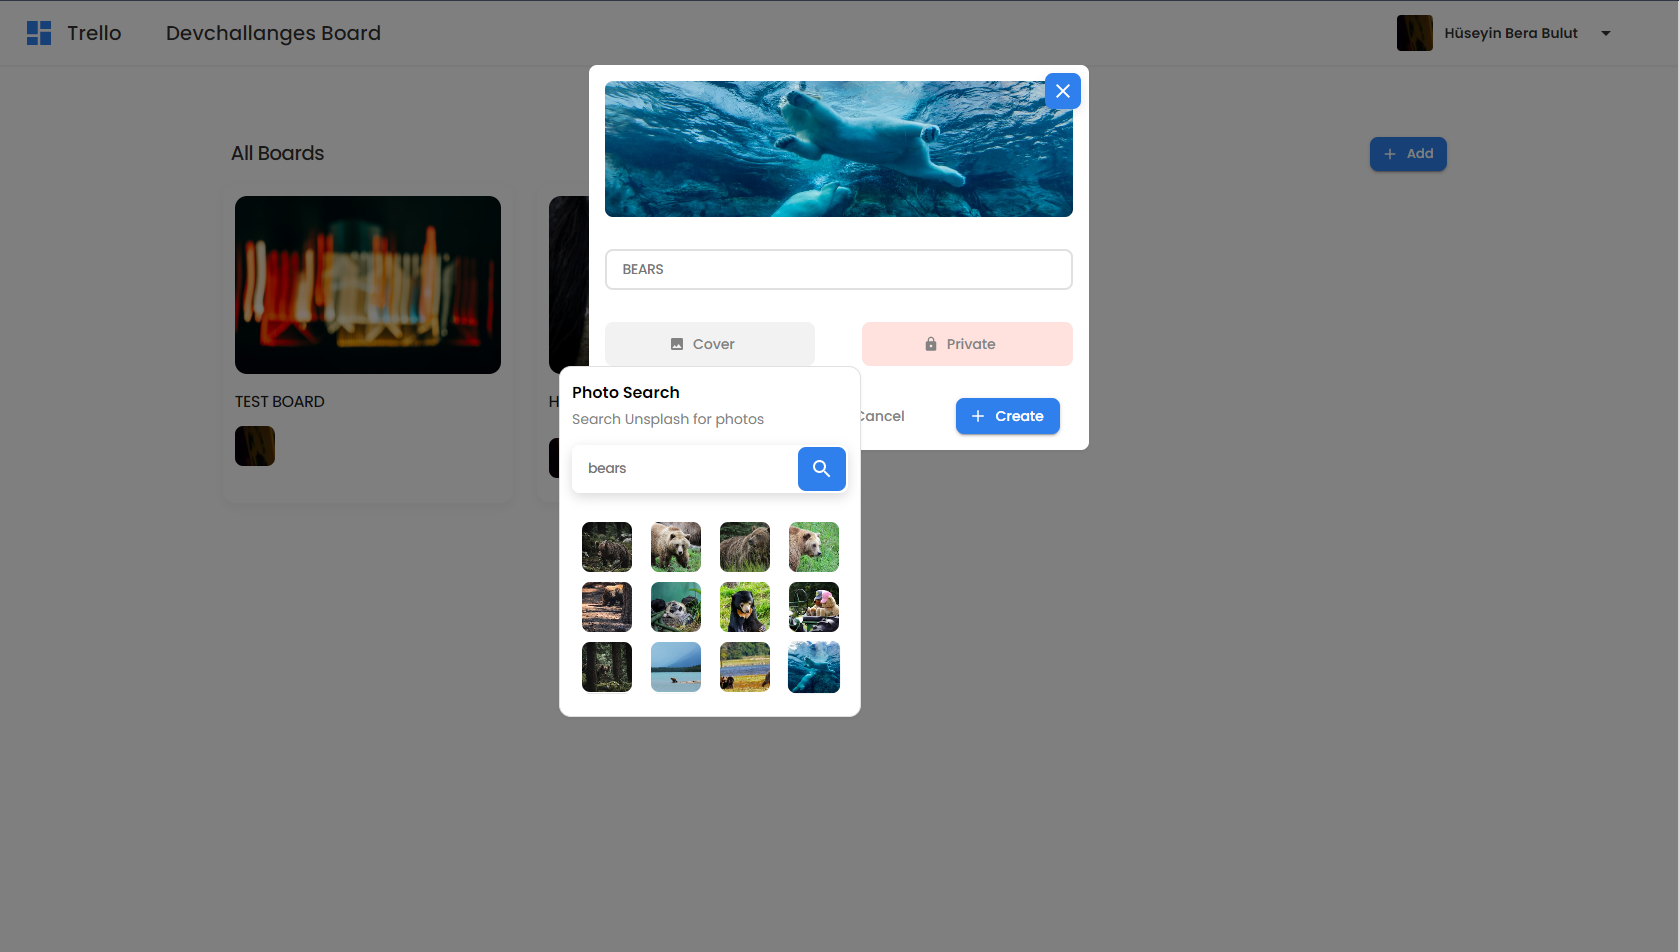 Trello
Devchallanges Board
Hüseyin Bera Bulut
All Boards
Add
TEST BOARD
H
BEARS
Cover
Private
Cancel
Create
Photo Search
Search Unsplash for photos
bears